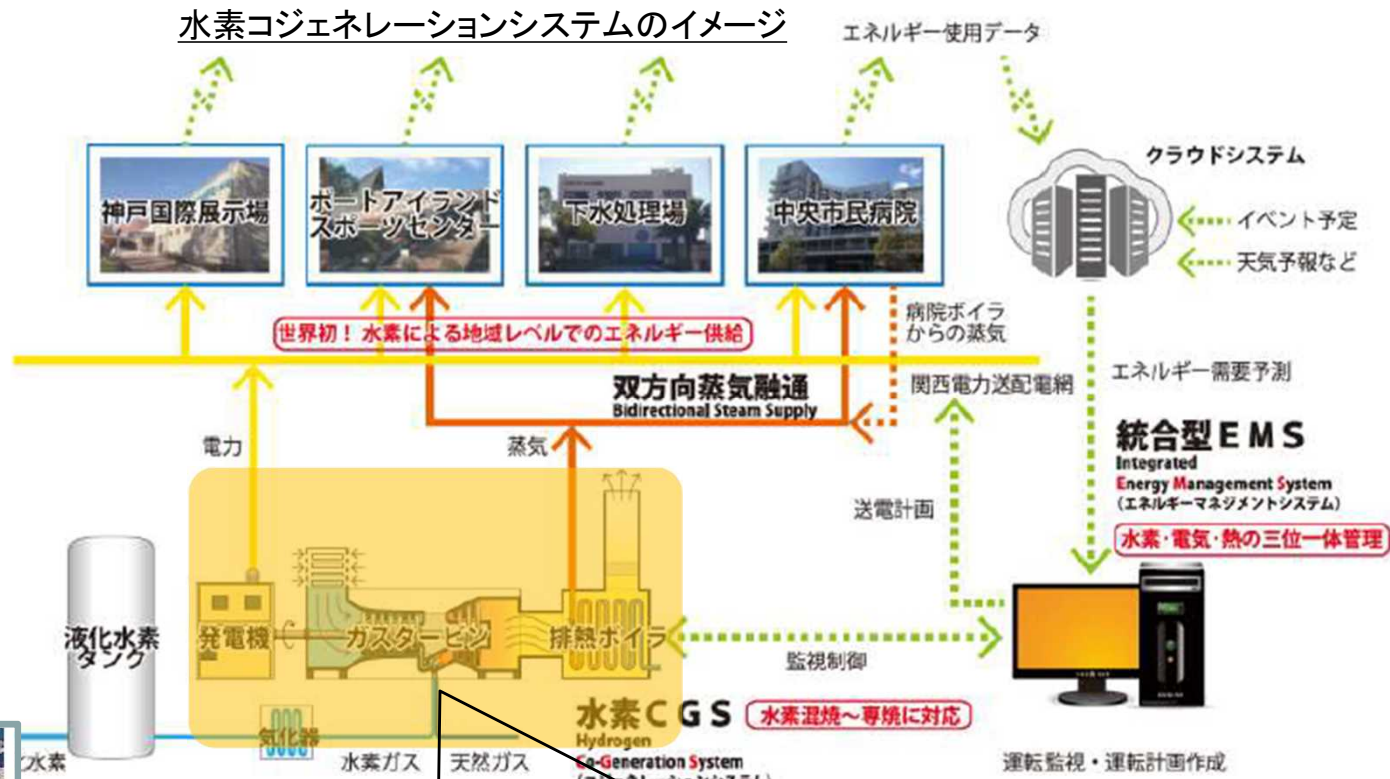 水素コジェネレーションシステムのイメージ
エネルギー使用データ
クラウドシステム
神戸国際展示場
ポートアイランド
スポーツセンター
下水処理場
中央市民病院
イベント予定
天気予報など
世界初！水素による地域レベルでのエネルギー供給
病院ボイラ
からの蒸気
双方向蒸気融通
Bidirectional Steam Supply
関西電力送配電網
エネルギー需要予測
電力
蒸気
統合型EMS
Integrated
Energy Management System
(エネルギーマネジメントシステム)
送電計画
水素・電気・熱の三位一体管理
液化水素
タンク
発電機
ガスタービン
排熱ボイラ
監視制御
水素CGS
水素混焼～専焼に対応
Hydrogen
Co-Generation System
気化器
水素
水素ガス
天然ガス
運転監視・運転計画作成